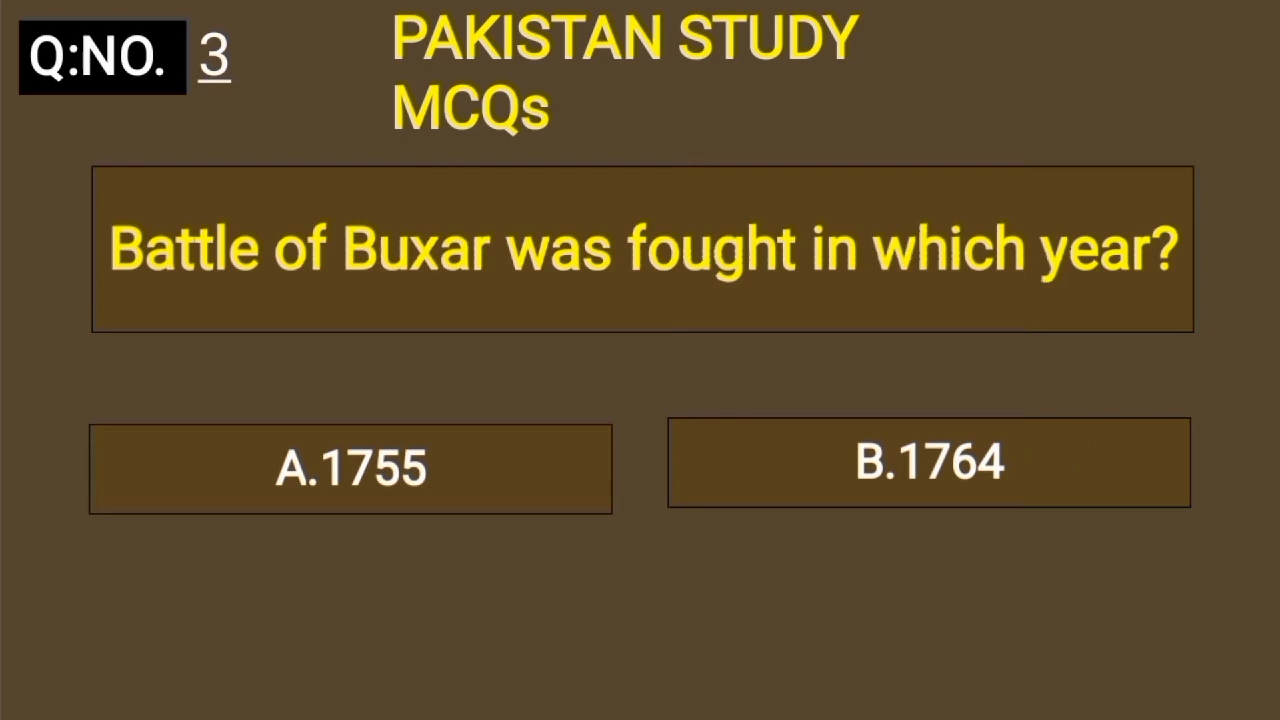 Q:NO. 3
PAKISTAN STUDY
MCQs
Battle of Buxar was fought in which year?
A.1755
B.1764